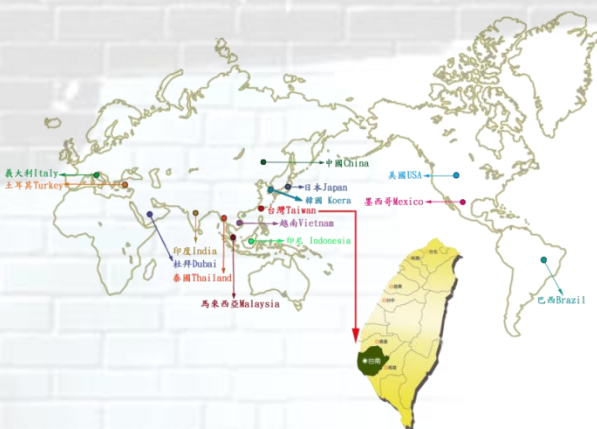 中國China
義大利Italy
美國USA
土耳其Turkey
日本Japan
韓國 Koera
墨西哥Mexico
台灣Taiwan
越南Vietnam
印尼 Indonesia
印度India
杜拜Dubai
泰國Thailand
馬來西亞Malaysia
巴西Brazil
台南